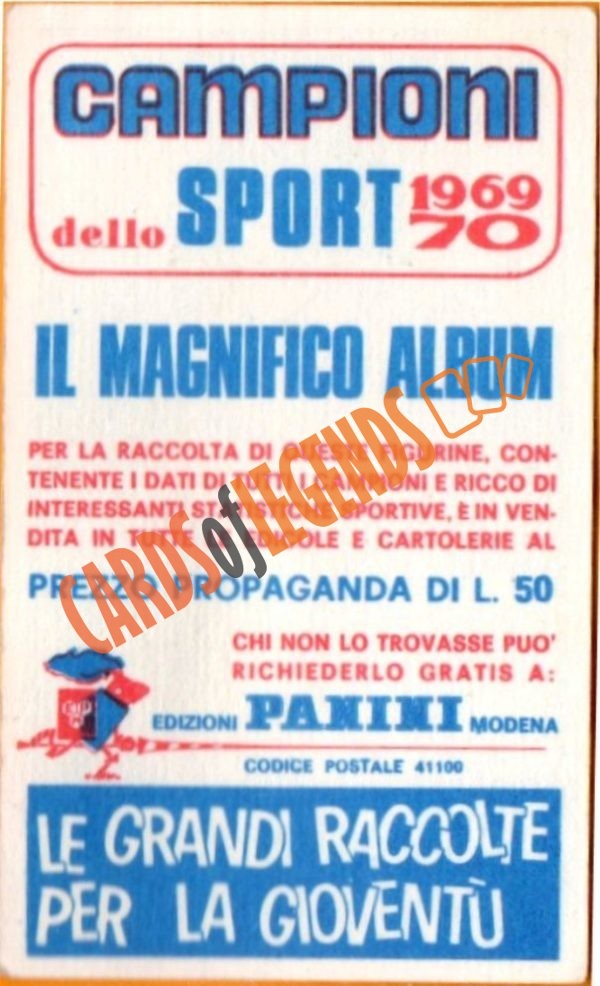 CAMPIONI
dello SPORT 1969 70
IL MAGNIFICO ALBUM
PER LA RACCOLTA DI QUESTE FIGURINE, CON-
TENENTE I DATI DI TUTTI I CAMPIONI E RICCO DI
INTERESSANTI STATISTICHE SPORTIVE, È IN VEN-
DITA IN TUTTE LE EDICOLE E CARTOLERIE AL
PREZZO PROPAGANDA DI L. 50
CHI NON LO TROVASSE PUO'
RICHIEDERLO GRATIS A:
EDIZIONI PANINI MODENA
CODICE POSTALE 41100
LE GRANDI RACCOLTE
PER LA GIOVENTÙ
CARDS of LEGENDS